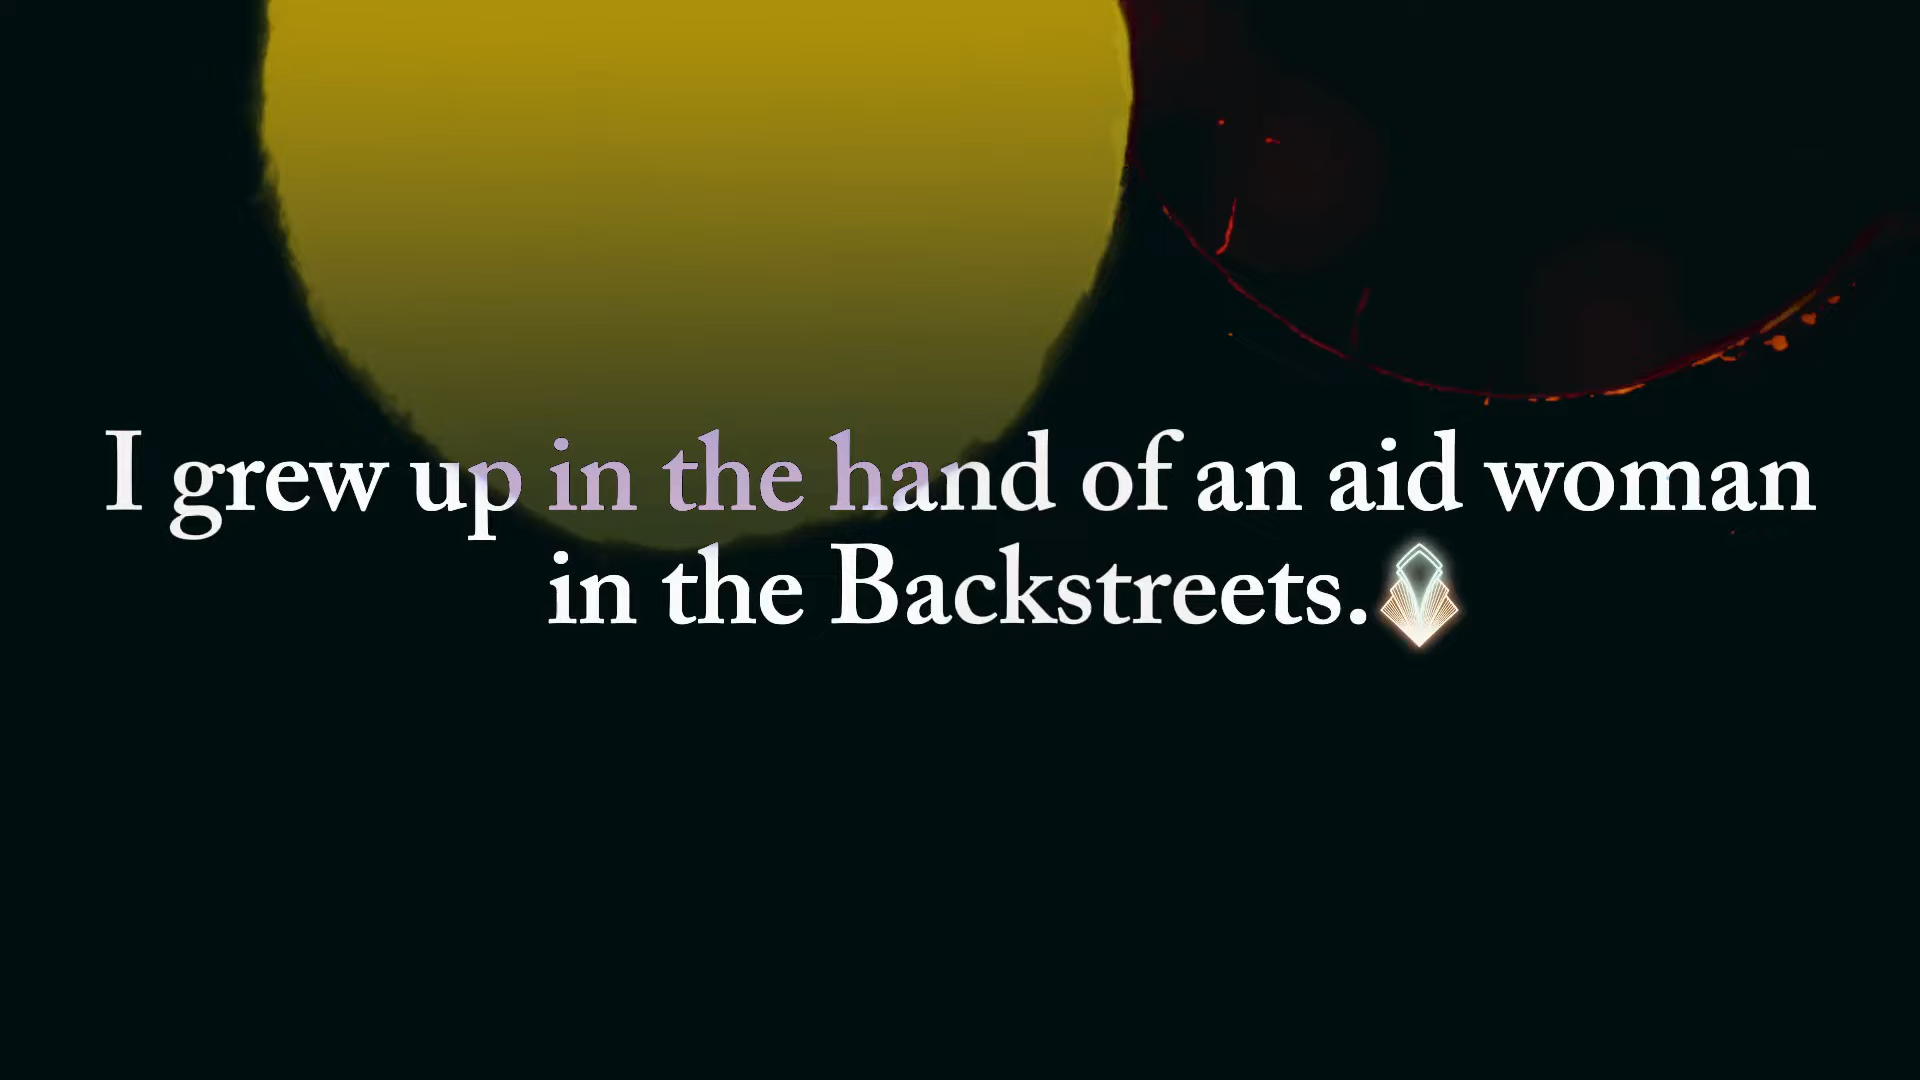 I grew up in the hand of an aid woman
in the Backstreets.